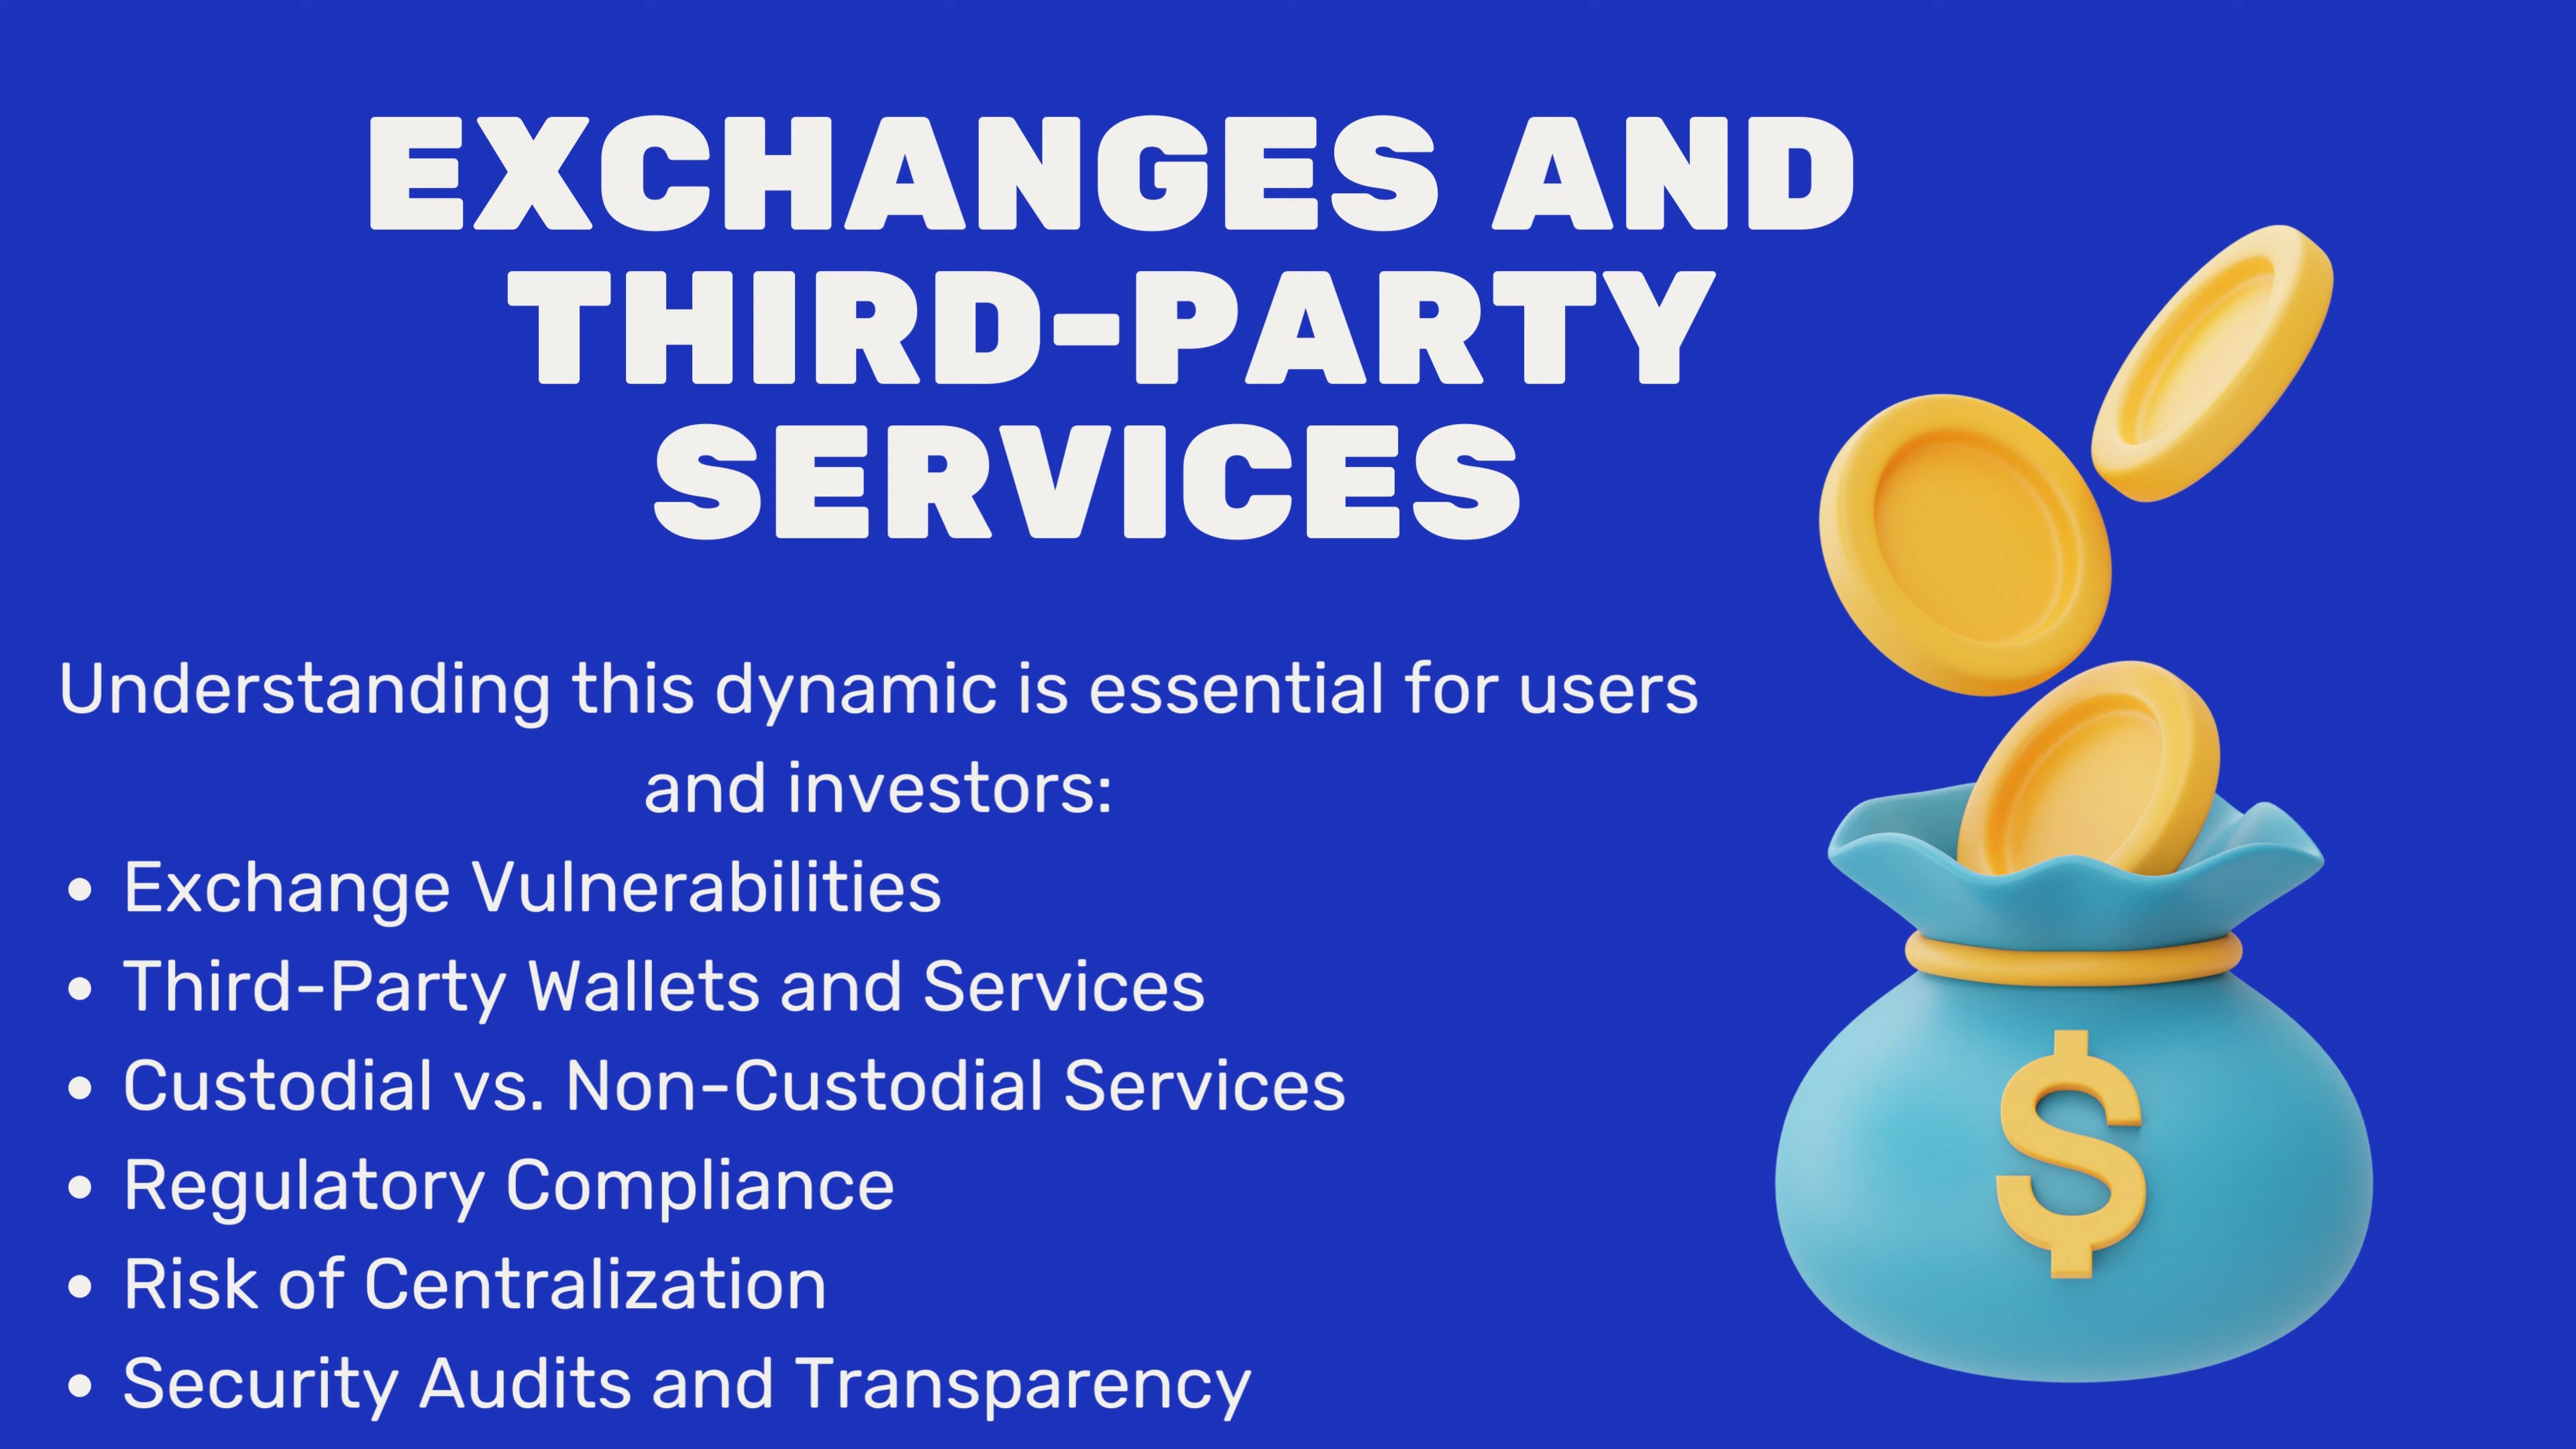 EXCHANGES AND
THIRD-PARTY
SERVICES
Understanding this dynamic is essential for users
and investors:
• Exchange Vulnerabilities
• Third-Party Wallets and Services
• Custodial vs. Non-Custodial Services
• Regulatory Compliance
• Risk of Centralization
• Security Audits and Transparency
$